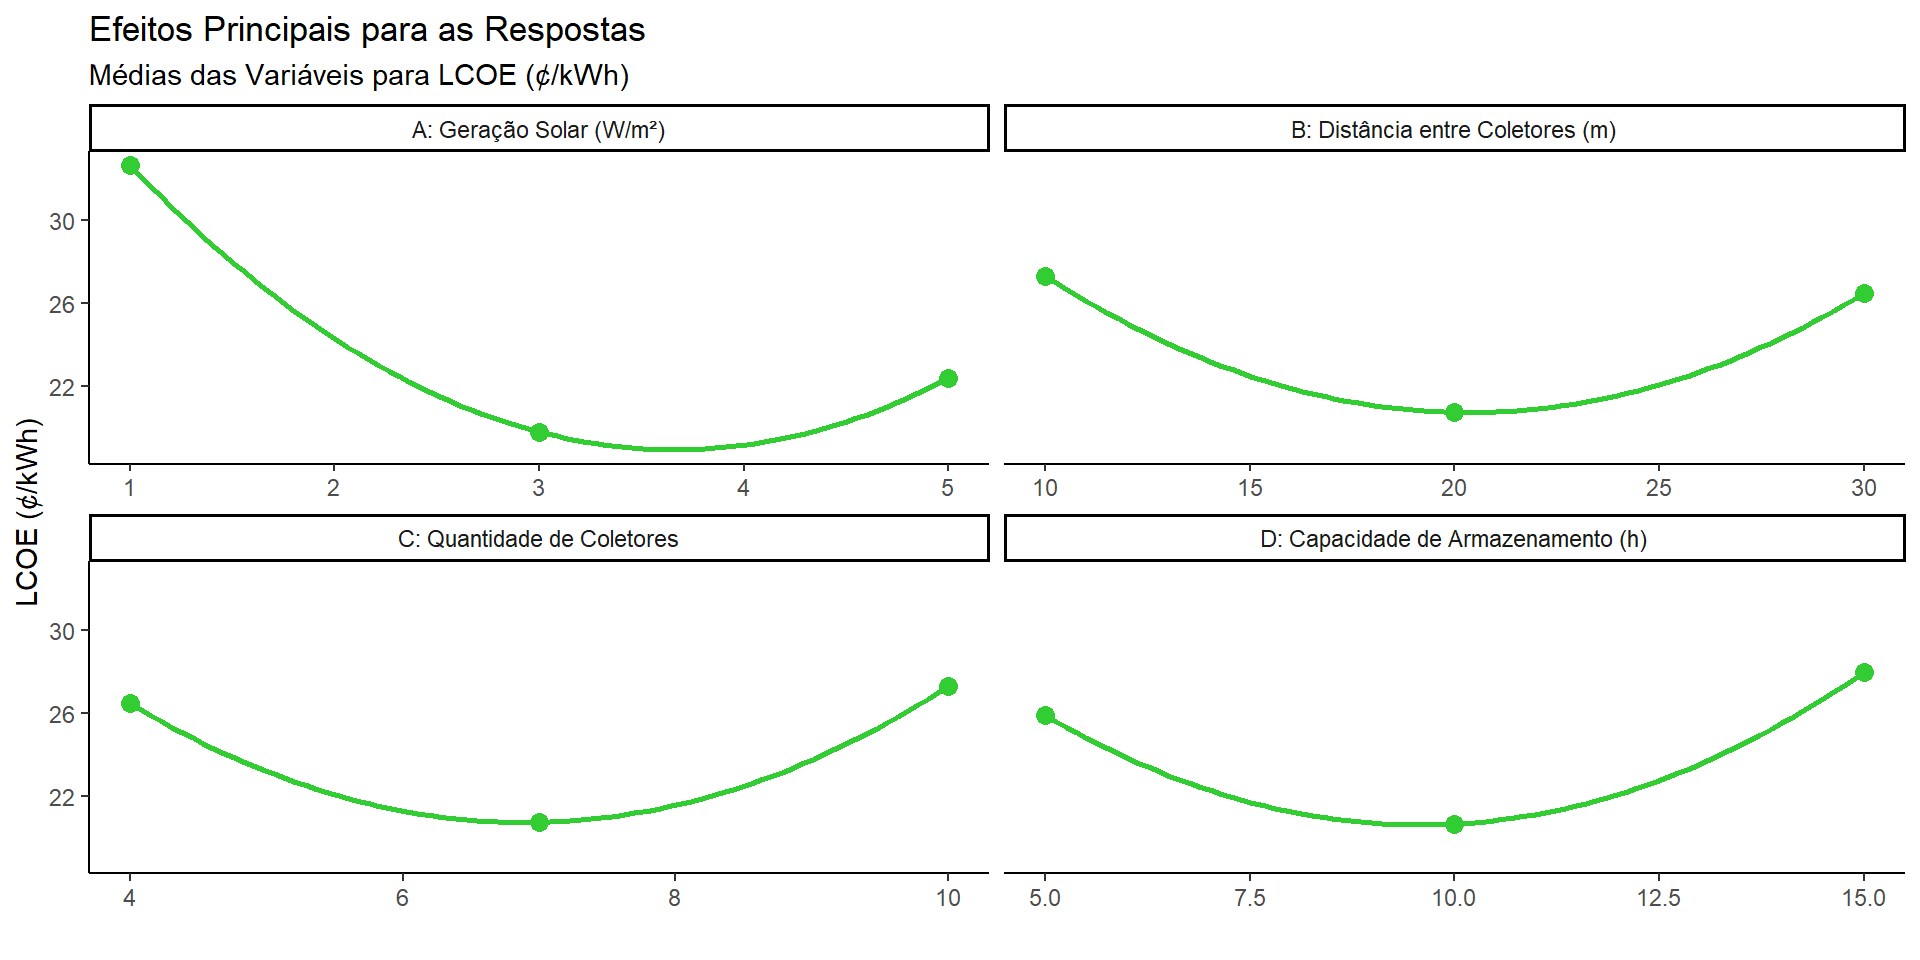 Efeitos Principais para as Respostas
Médias das Variáveis para LCOE (¢/kWh)
A: Geração Solar (W/m²)
B: Distância entre Coletores (m)
30
26
22
1 2 3 4 5
10 15 20 25 30
LCOE (¢/kWh)
C: Quantidade de Coletores
D: Capacidade de Armazenamento (h)
30
26
22
4 6 8 10
5.0 7.5 10.0 12.5 15.0